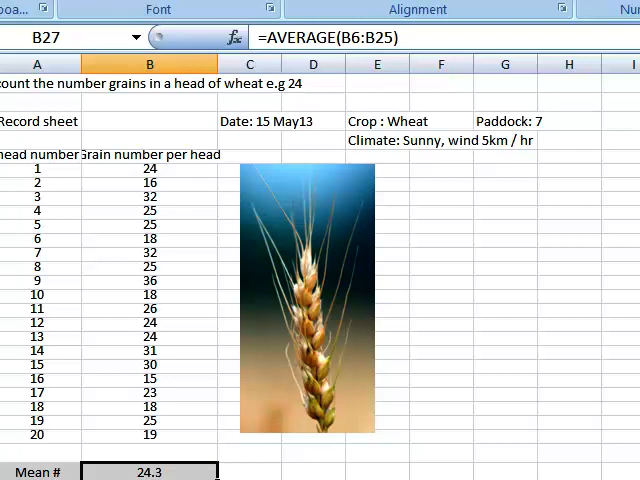 Font Alignment
B27 fx =AVERAGE(B6:B25)
A B C D E F G H I
count the number grains in a head of wheat e.g 24
Record sheet Date: 15 May13 Crop : Wheat Paddock: 7
Climate: Sunny, wind 5km / hr
head number Grain number per head
1 24
2 16
3 32
4 25
5 25
6 18
7 32
8 25
9 36
10 18
11 26
12 24
13 24
14 31
15 30
16 15
17 23
18 18
19 25
20 19
Mean # 24.3